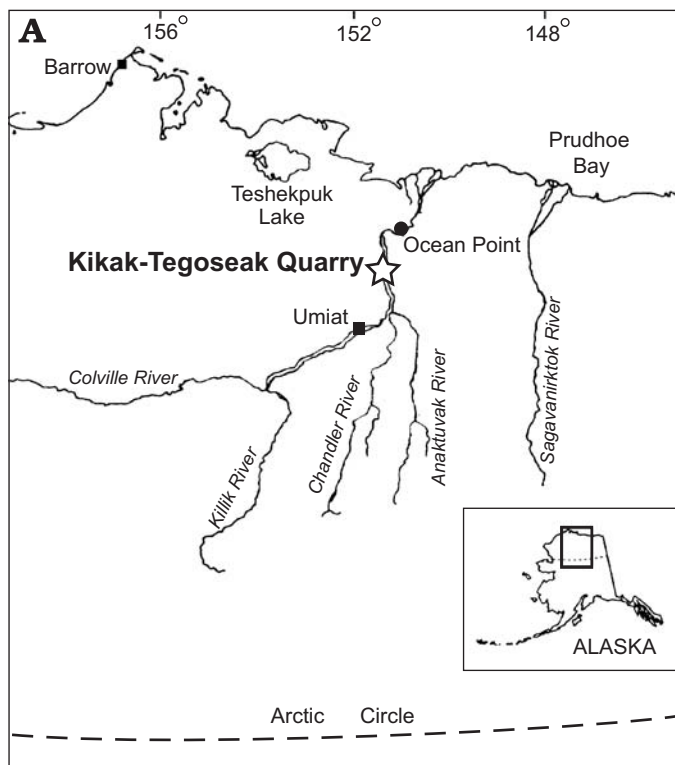 A
156°
152°
148°
Barrow
Prudhoe
Bay
Teshekpuk
Lake
Ocean Point
Kikak-Tegoseak Quarry
Umiat
Colville River
Killik River
Chandler River
Anaktuvak River
Sagavanirktok River
ALASKA
Arctic Circle